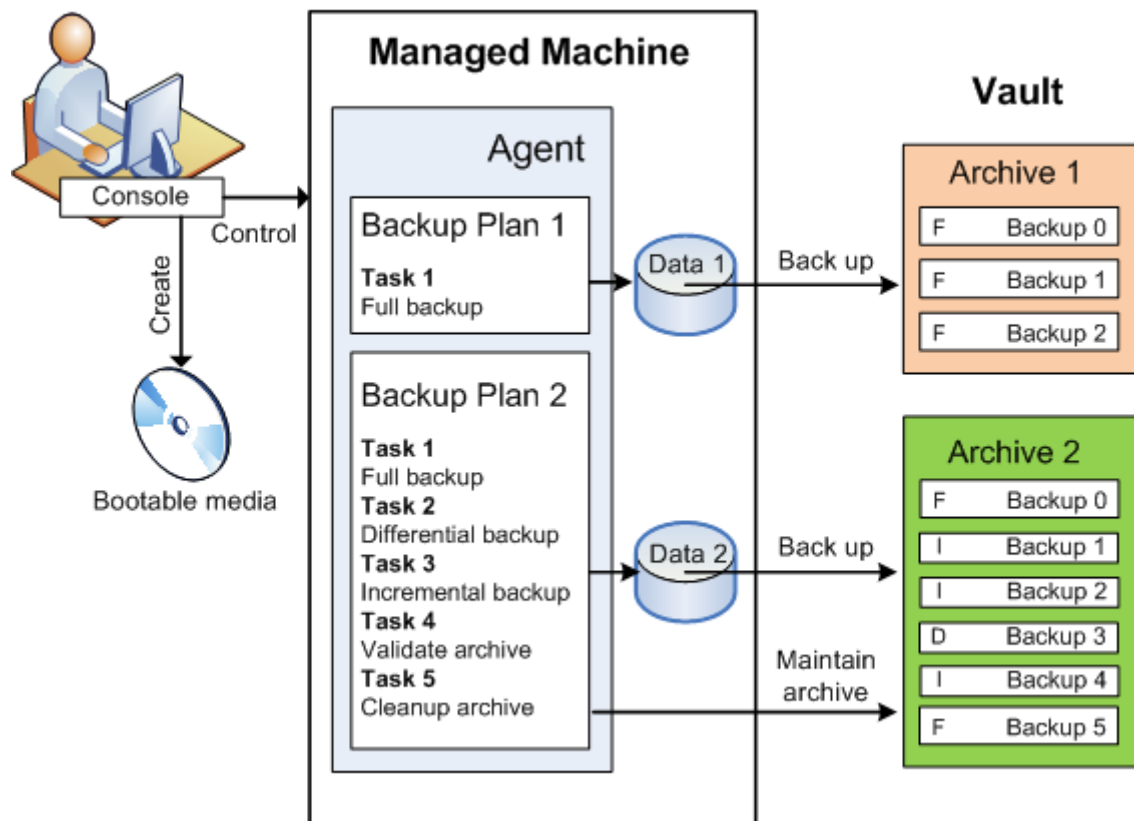 Managed Machine
Vault
Agent
Console
Control
Create
Bootable media
Backup Plan 1
Task 1
Full backup
Data 1
Back up
Archive 1
F Backup 0
F Backup 1
F Backup 2
Backup Plan 2
Task 1
Full backup
Task 2
Differential backup
Task 3
Incremental backup
Task 4
Validate archive
Task 5
Cleanup archive
Data 2
Back up
Maintain
archive
Archive 2
F Backup 0
I Backup 1
I Backup 2
D Backup 3
I Backup 4
F Backup 5